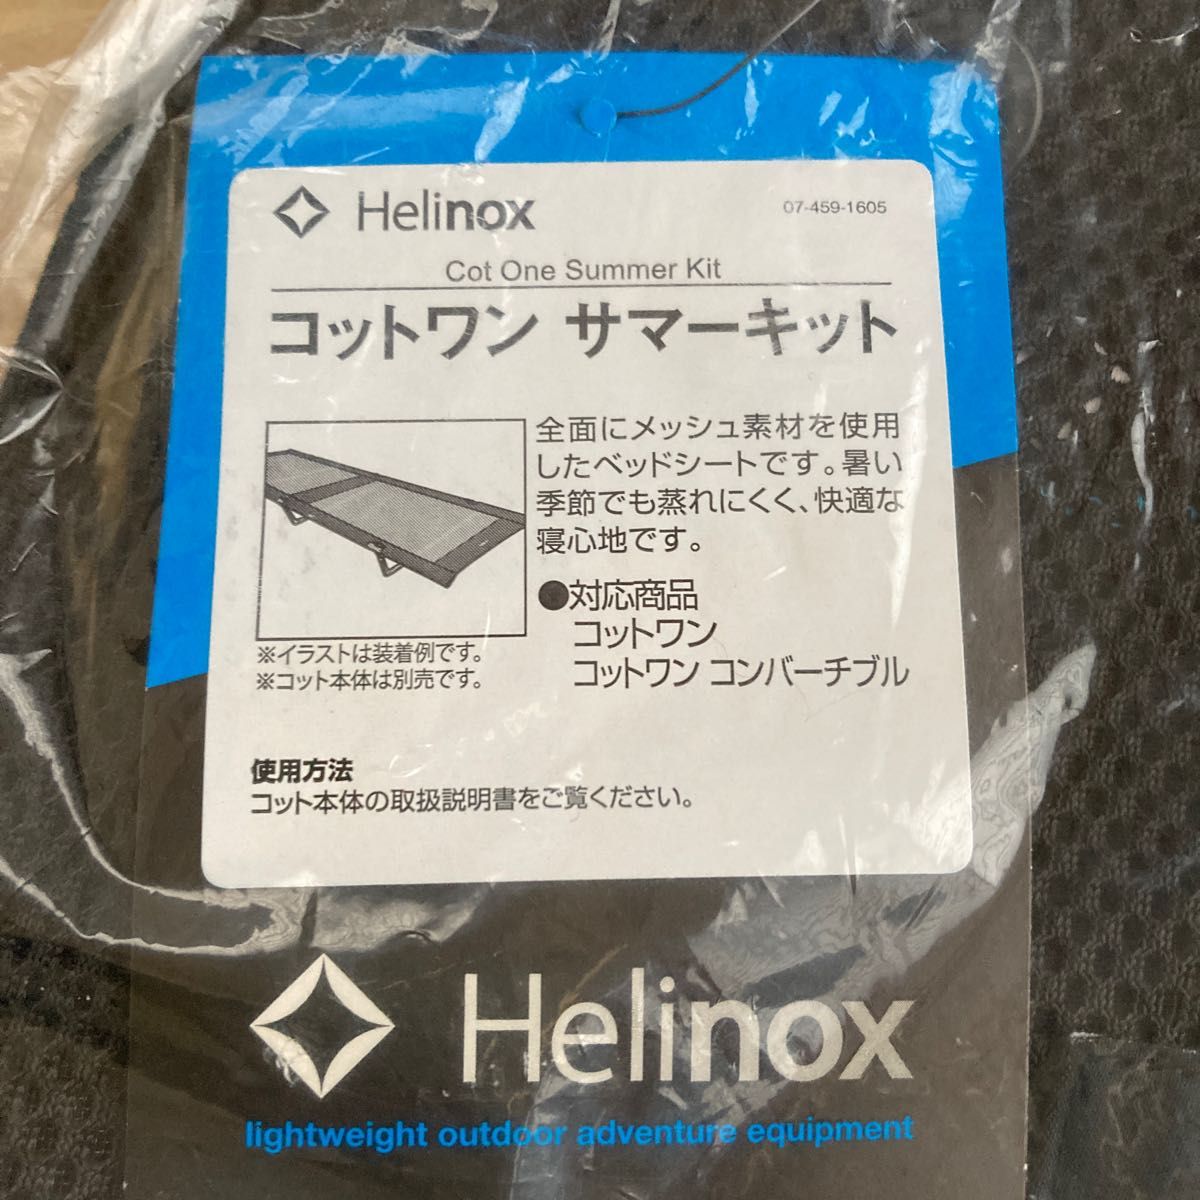 Helinox
07-459-1605
Cot One Summer Kit
コットワン サマーキット
全面にメッシュ素材を使用
したベッドシートです。暑い
季節でも蒸れにくく、快適な
寝心地です。
●対応商品
コットワン
コットワン コンバーチブル
※イラストは装着例です。
※コット本体は別売です。
使用方法
コット本体の取扱説明書をご覧ください。
Helinox
lightweight outdoor adventure equipment